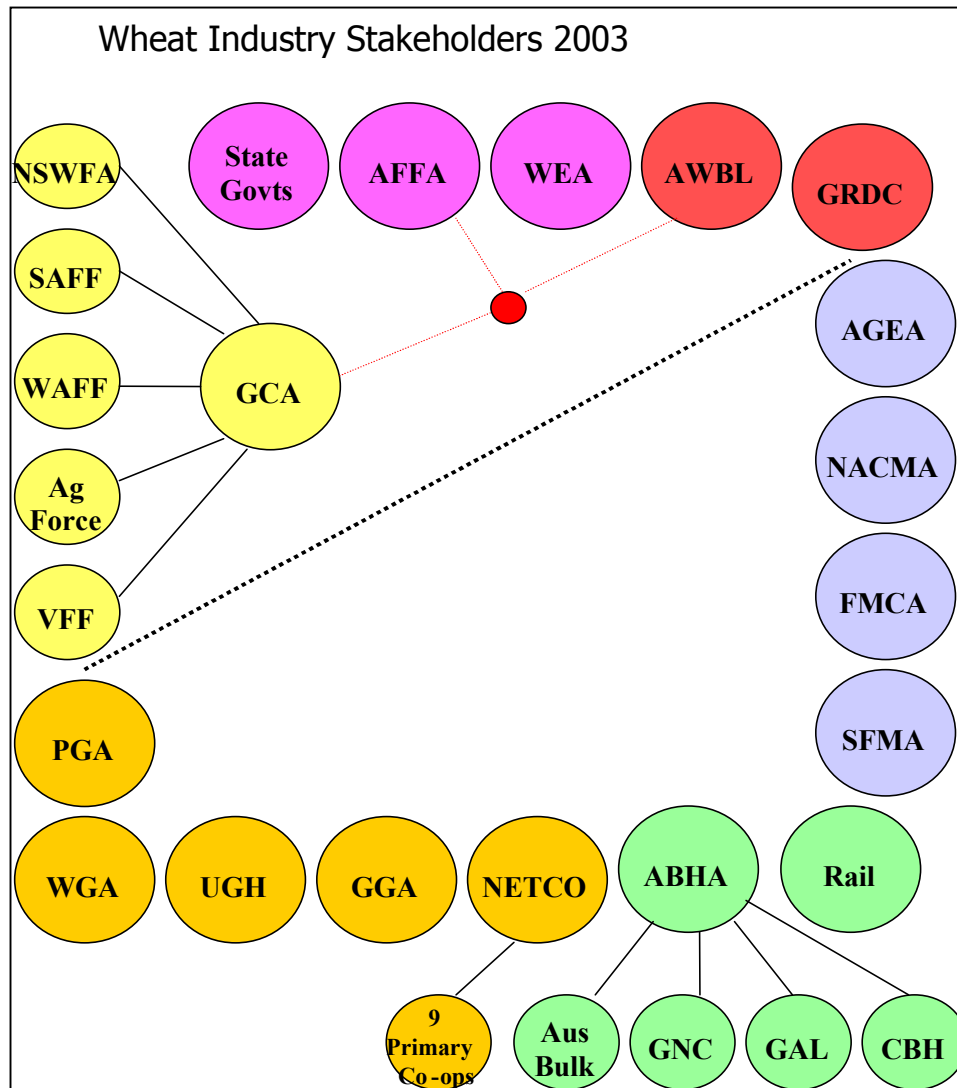 Wheat Industry Stakeholders 2003
NSWFA
State
Govts
AFFA
WEA
AWBL
GRDC
SAFF
AGEA
WAFF
GCA
NACMA
Ag
Force
FMCA
VFF
PGA
SFMA
WGA
UGH
GGA
NETCO
ABHA
Rail
9
Primary
Co-ops
Aus
Bulk
GNC
GAL
CBH